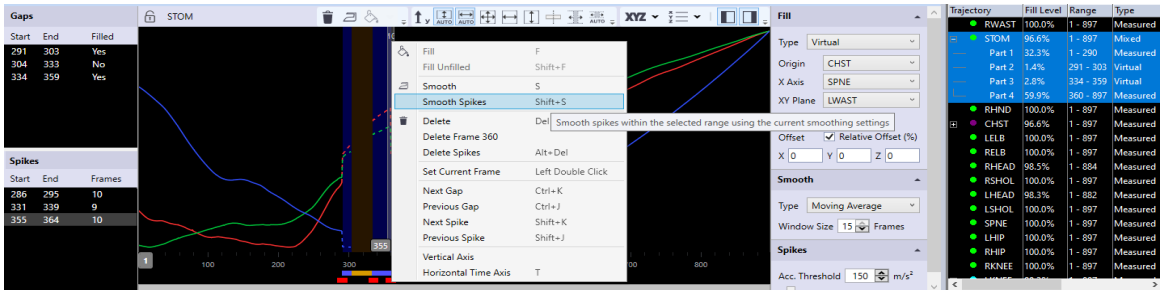 Gaps
Start End Filled
291 303 Yes
304 333 No
334 359 Yes
Spikes
Start End Frames
286 295 10
331 339 9
355 364 10
STOM
AUTO AUTO AUTO XYZ
Fill F
Fill Unfilled Shift+F
Smooth S
Smooth Spikes Shift+S
Smooth spikes within the selected range using the current smoothing settings
Delete Del
Delete Frame 360
Delete Spikes Alt+Del
Set Current Frame Left Double Click
Next Gap Ctrl+K
Previous Gap Ctrl+J
Next Spike Shift+K
Previous Spike Shift+J
Vertical Axis
Horizontal Time Axis T
355
1 100 200 300 800
Fill
Type Virtual
Origin CHST
X Axis SPNE
XY Plane LWAST
Offset Relative Offset (%)
X 0 Y 0 Z 0
Smooth
Type Moving Average
Window Size 15 Frames
Spikes
Acc. Threshold 150 m/s²
Trajectory Fill Level Range Type
RWAST 100.0% 1 - 897 Measured
STOM 96.6% 1 - 897 Mixed
Part 1 32.3% 1 - 290 Measured
Part 2 1.4% 291 - 303 Virtual
Part 3 2.8% 334 - 359 Virtual
Part 4 59.9% 360 - 897 Measured
RHND 100.0% 1 - 897 Measured
CHST 96.6% 1 - 897 Measured
LELB 100.0% 1 - 897 Measured
RELB 100.0% 1 - 897 Measured
RHEAD 98.5% 1 - 884 Measured
RSHOL 100.0% 1 - 897 Measured
LHEAD 98.3% 1 - 882 Measured
LSHOL 100.0% 1 - 897 Measured
SPNE 100.0% 1 - 897 Measured
LHIP 100.0% 1 - 897 Measured
RHIP 100.0% 1 - 897 Measured
RKNEE 100.0% 1 - 897 Measured